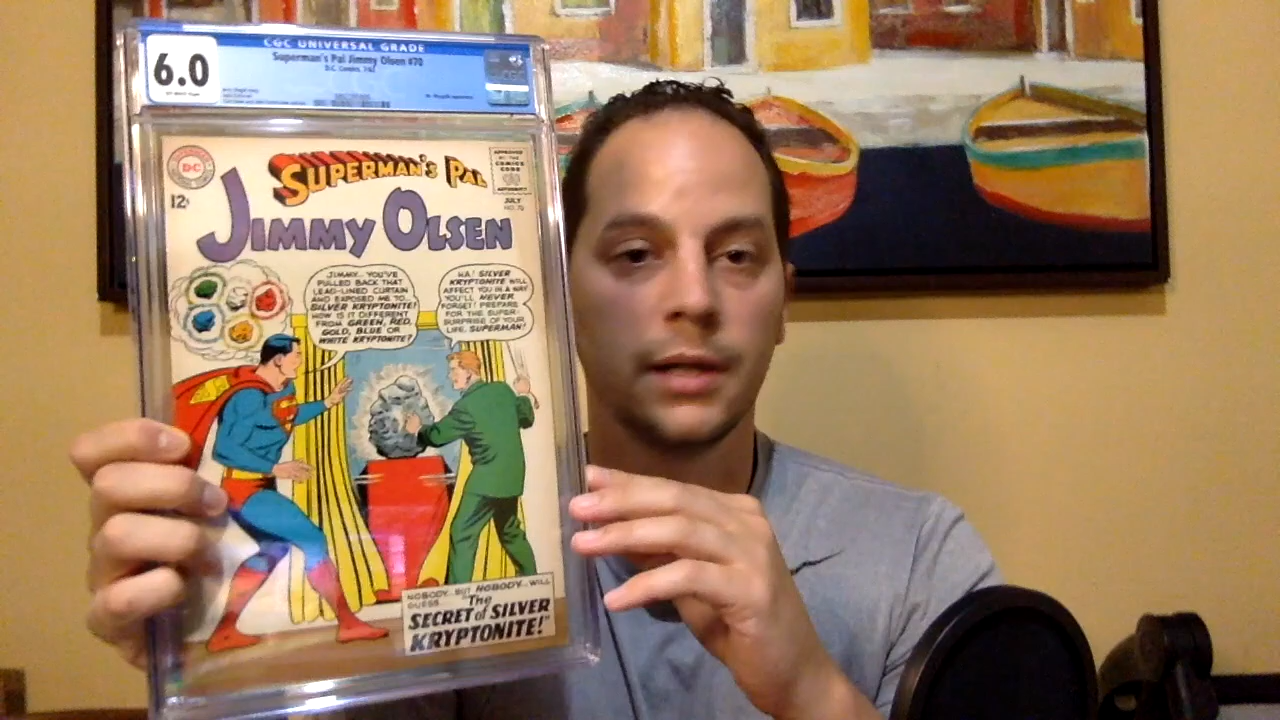 CGC UNIVERSAL GRADE
6.0
Superman's Pal Jimmy Olsen #70
D.C. Comics, 7/63
DC
SUPERMAN'S PAL
APPROVED
BY THE
COMICS
CODE
AUTHORITY
12¢
JULY
NO. 70
JIMMY OLSEN
JIMMY... YOU'VE
PULLED BACK THAT
LEAD-LINED CURTAIN
AND EXPOSED ME TO...
SILVER KRYPTONITE!
HOW IS IT DIFFERENT
FROM GREEN, RED,
GOLD, BLUE OR
WHITE KRYPTONITE?
HA! SILVER
KRYPTONITE WILL
AFFECT YOU IN A WAY
YOU'LL NEVER
FORGET! PREPARE
FOR THE SUPER-
SURPRISE OF YOUR
LIFE, SUPERMAN!
NOBODY...BUT NOBODY...WILL
GUESS "The
SECRET of SILVER
KRYPTONITE!"